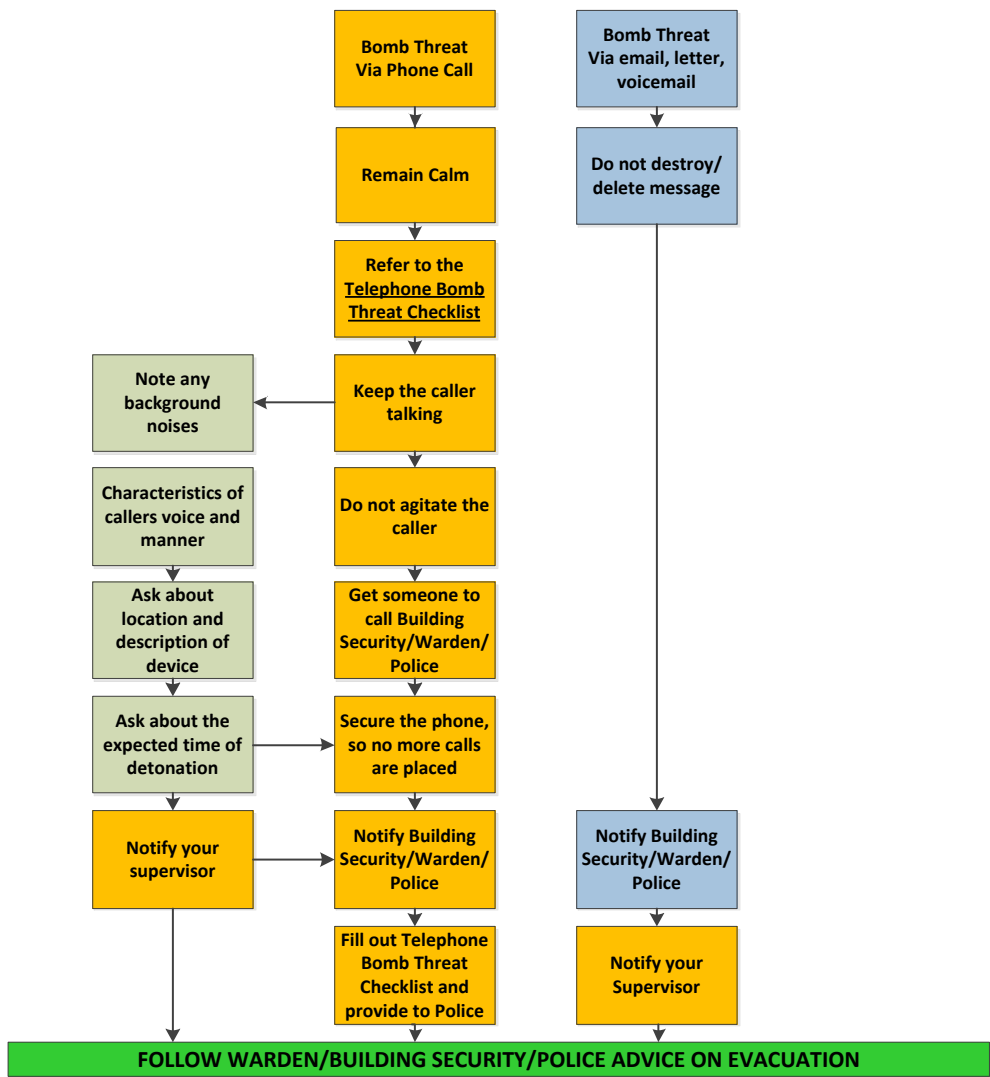 Bomb Threat
Via Phone Call
Bomb Threat
Via email, letter,
voicemail
Remain Calm
Do not destroy/
delete message
Refer to the
Telephone Bomb
Threat Checklist
Note any
background
noises
Keep the caller
talking
Characteristics of
callers voice and
manner
Do not agitate the
caller
Ask about
location and
description of
device
Get someone to
call Building
Security/Warden/
Police
Ask about the
expected time of
detonation
Secure the phone,
so no more calls
are placed
Notify your
supervisor
Notify Building
Security/Warden/
Police
Notify Building
Security/Warden/
Police
Fill out Telephone
Bomb Threat
Checklist and
provide to Police
Notify your
Supervisor
FOLLOW WARDEN/BUILDING SECURITY/POLICE ADVICE ON EVACUATION